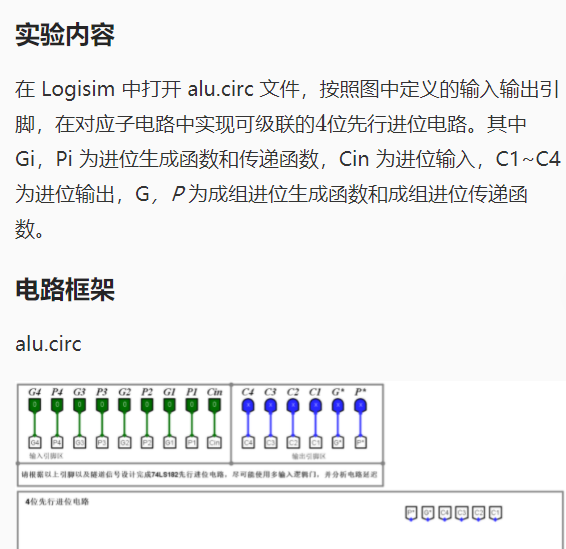 实验内容
在 Logisim 中打开 alu.circ 文件，按照图中定义的输入输出引
脚，在对应子电路中实现可级联的4位先行进位电路。其中
Gi，Pi 为进位生成函数和传递函数，Cin 为进位输入，C1~C4
为进位输出，G，P 为成组进位生成函数和成组进位传递函
数。
电路框架
alu.circ
G4 P4 G3 P3 G2 P2 G1 P1 Cin C4 C3 C2 C1 G* P*
0 0 0 0 0 0 0 0 0
G4 P4 G3 P3 G2 P2 G1 P1 Cin C4 C3 C2 C1 G* P*
输入引脚区 输出引脚区
请根据以上引脚以及隧道信号设计完成74LS182先行进位电路，尽可能使用多输入逻辑门，并分析电路延迟
4位先行进位电路
P* G* C4 C3 C2 C1